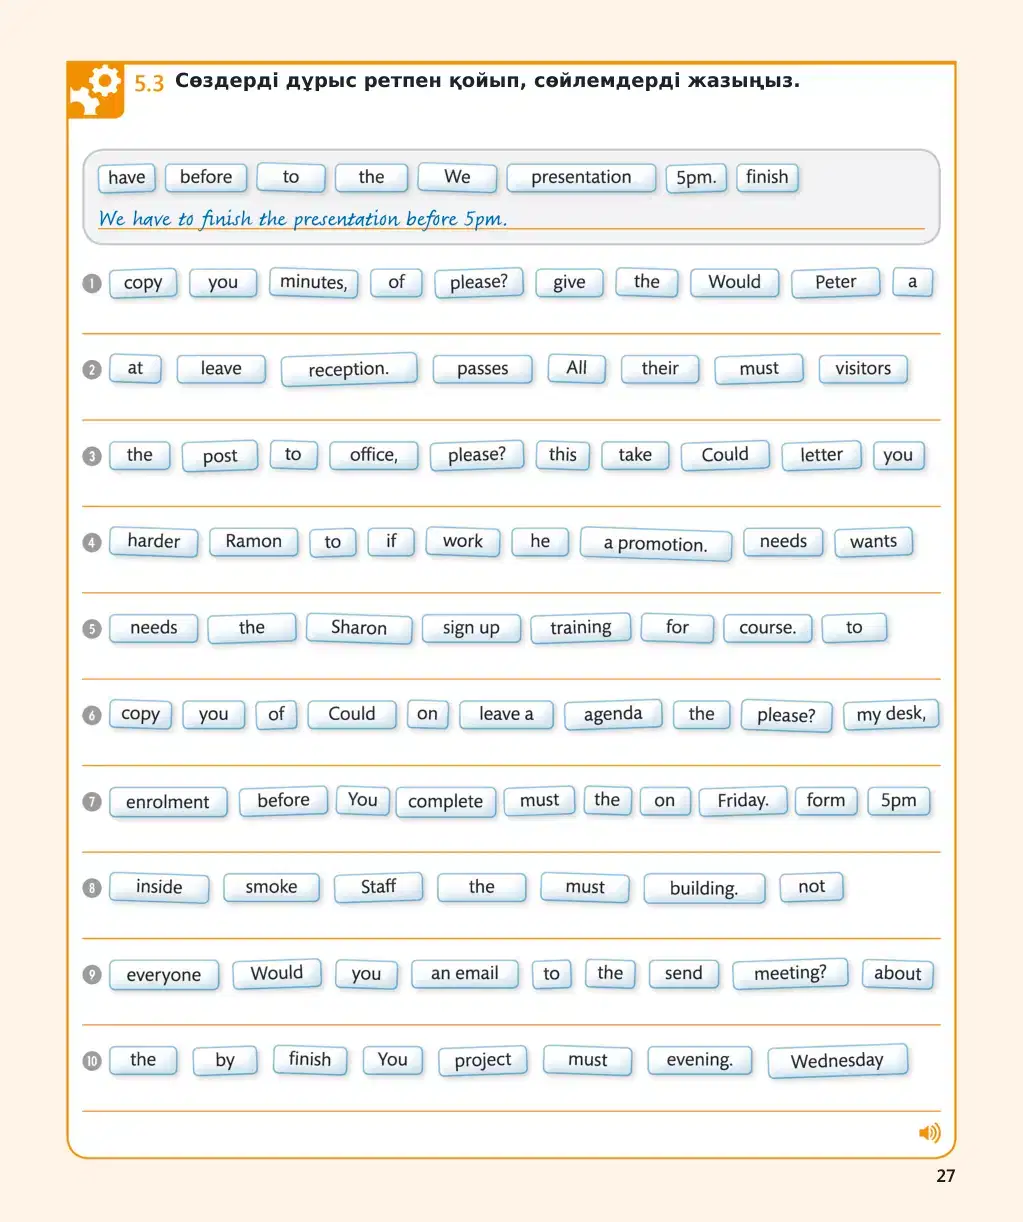 5.3 Сөздерді дұрыс ретпен қойып, сөйлемдерді жазыңыз.
have before to the We presentation 5pm. finish
We have to finish the presentation before 5pm.
1 copy you minutes, of please? give the Would Peter a
2 at leave reception. passes All their must visitors
3 the post to office, please? this take Could letter you
4 harder Ramon to if work he a promotion. needs wants
5 needs the Sharon sign up training for course. to
6 copy you of Could on leave a agenda the please? my desk,
7 enrolment before You complete must the on Friday. form 5pm
8 inside smoke Staff the must building. not
9 everyone Would you an email to the send meeting? about
10 the by finish You project must evening. Wednesday
27